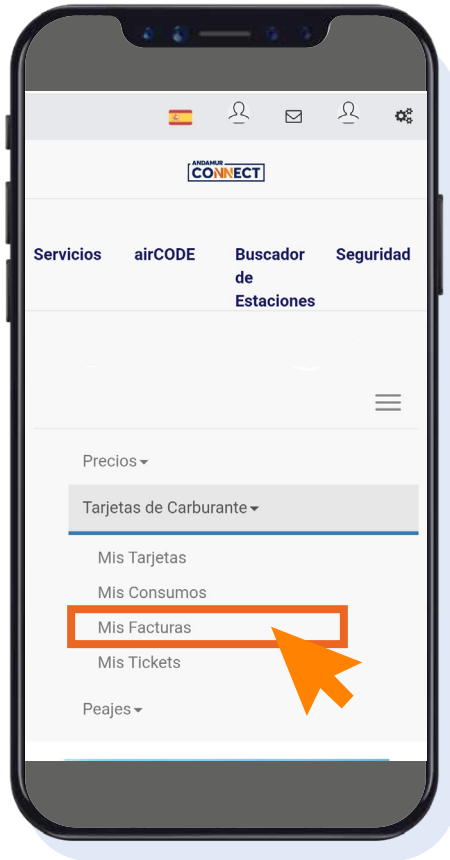 ANDAMUR
CONNECT
Servicios airCODE Buscador de Estaciones Seguridad
Precios
Tarjetas de Carburante
Mis Tarjetas
Mis Consumos
Mis Facturas
Mis Tickets
Peajes